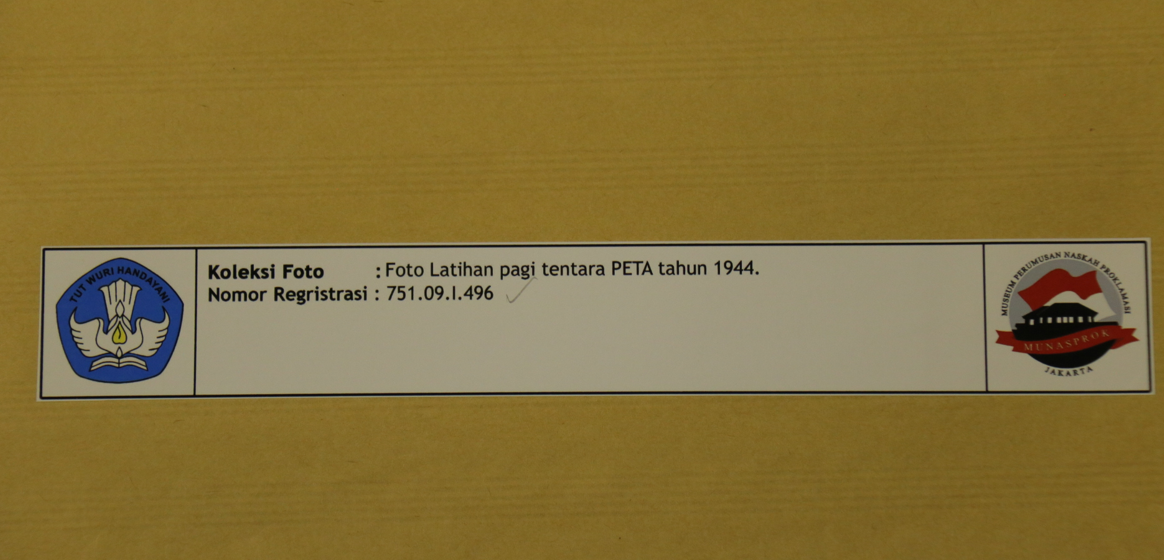 TUT WURI HANDAYANI
Koleksi Foto : Foto Latihan pagi tentara PETA tahun 1944.
Nomor Regristrasi : 751.09.I.496
MUSEUM PERUMUSAN NASKAH PROKLAMASI
MUNASPROK
JAKARTA